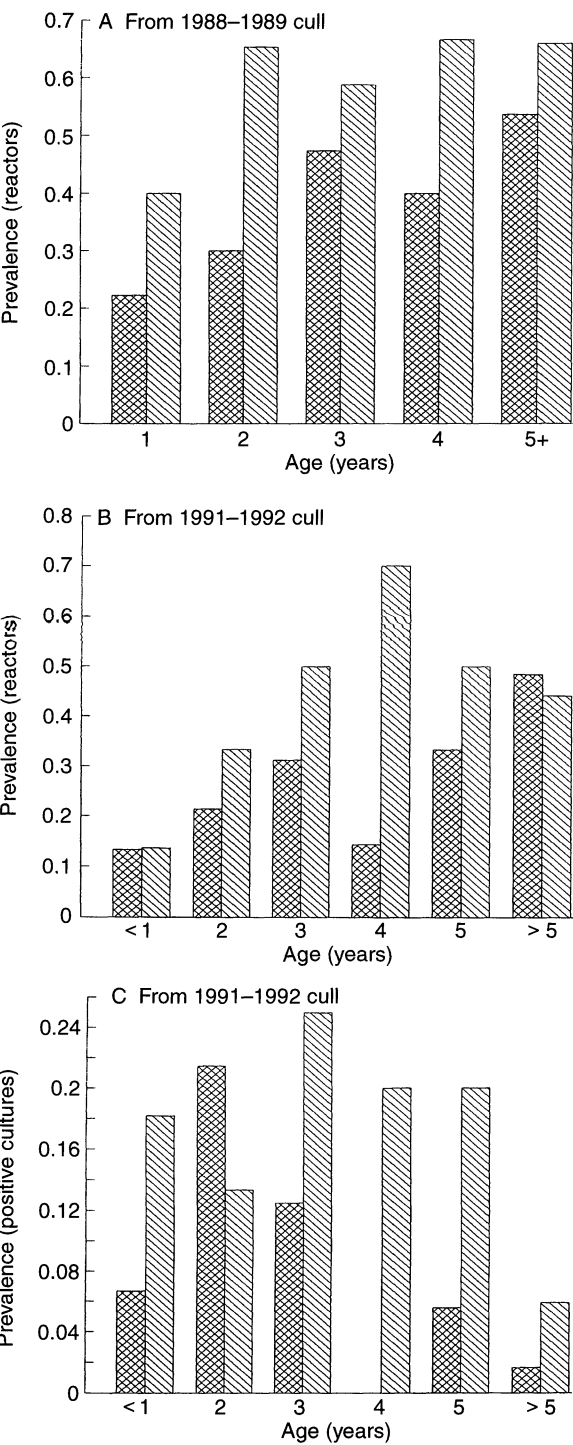 A From 1988–1989 cull
Prevalence (reactors)
0.7
0.6
0.5
0.4
0.3
0.2
0.1
0
1 2 3 4 5+
Age (years)
B From 1991–1992 cull
Prevalence (reactors)
0.8
0.7
0.6
0.5
0.4
0.3
0.2
0.1
0
< 1 2 3 4 5 > 5
Age (years)
C From 1991–1992 cull
Prevalence (positive cultures)
0.24
0.2
0.16
0.12
0.08
0.04
0
< 1 2 3 4 5 > 5
Age (years)